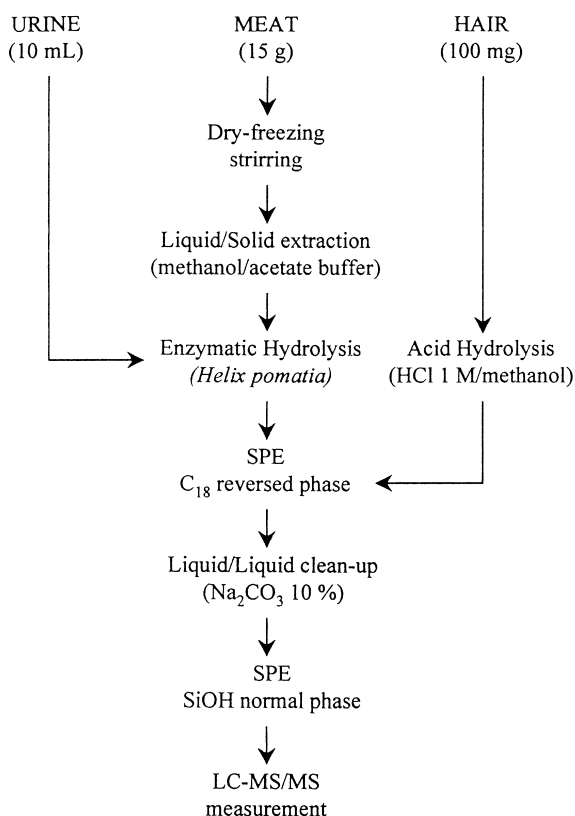 URINE
(10 mL)
MEAT
(15 g)
HAIR
(100 mg)
Dry-freezing
strirring
Liquid/Solid extraction
(methanol/acetate buffer)
Enzymatic Hydrolysis
(Helix pomatia)
Acid Hydrolysis
(HCl 1 M/methanol)
SPE
C18 reversed phase
Liquid/Liquid clean-up
(Na2CO3 10 %)
SPE
SiOH normal phase
LC-MS/MS
measurement